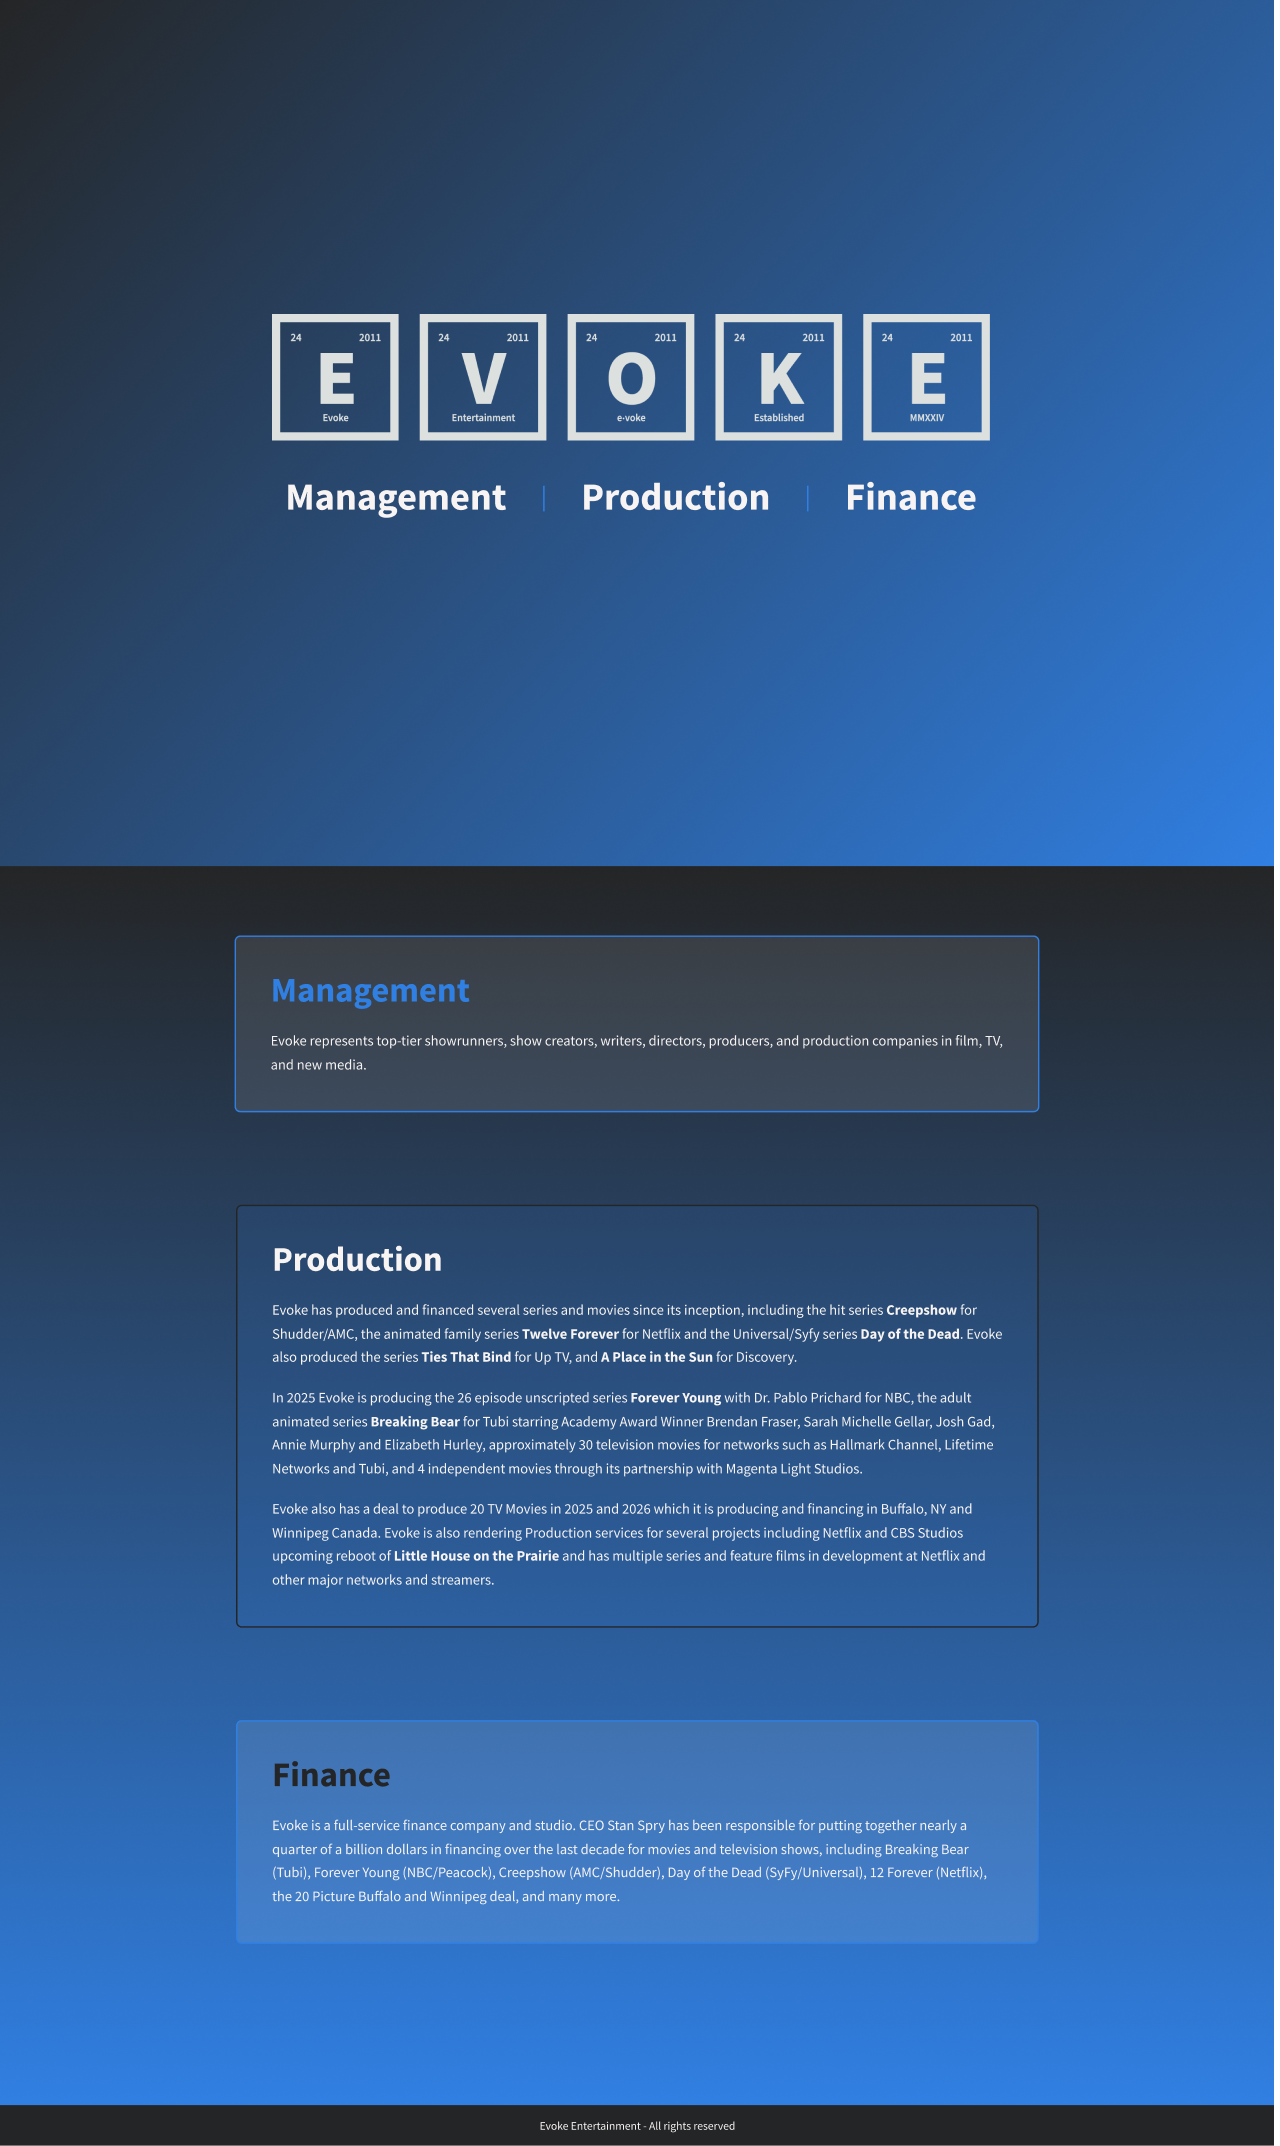 24 2011 24 2011 24 2011 24 2011 24 2011
E V O K E
Evoke Entertainment e·voke Established MMXXIV
Management | Production | Finance
Management
Evoke represents top-tier showrunners, show creators, writers, directors, producers, and production companies in film, TV,
and new media.
Production
Evoke has produced and financed several series and movies since its inception, including the hit series Creepshow for
Shudder/AMC, the animated family series Twelve Forever for Netflix and the Universal/Syfy series Day of the Dead. Evoke
also produced the series Ties That Bind for Up TV, and A Place in the Sun for Discovery.
In 2025 Evoke is producing the 26 episode unscripted series Forever Young with Dr. Pablo Prichard for NBC, the adult
animated series Breaking Bear for Tubi starring Academy Award Winner Brendan Fraser, Sarah Michelle Gellar, Josh Gad,
Annie Murphy and Elizabeth Hurley, approximately 30 television movies for networks such as Hallmark Channel, Lifetime
Networks and Tubi, and 4 independent movies through its partnership with Magenta Light Studios.
Evoke also has a deal to produce 20 TV Movies in 2025 and 2026 which it is producing and financing in Buffalo, NY and
Winnipeg Canada. Evoke is also rendering Production services for several projects including Netflix and CBS Studios
upcoming reboot of Little House on the Prairie and has multiple series and feature films in development at Netflix and
other major networks and streamers.
Finance
Evoke is a full-service finance company and studio. CEO Stan Spry has been responsible for putting together nearly a
quarter of a billion dollars in financing over the last decade for movies and television shows, including Breaking Bear
(Tubi), Forever Young (NBC/Peacock), Creepshow (AMC/Shudder), Day of the Dead (SyFy/Universal), 12 Forever (Netflix),
the 20 Picture Buffalo and Winnipeg deal, and many more.
Evoke Entertainment - All rights reserved